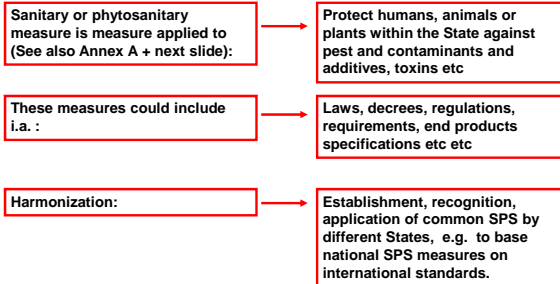 Sanitary or phytosanitary
measure is measure applied to
(See also Annex A + next slide):
Protect humans, animals or
plants within the State against
pest and contaminants and
additives, toxins etc
These measures could include
i.a. :
Laws, decrees, regulations,
requirements, end products
specifications etc etc
Harmonization:
Establishment, recognition,
application of common SPS by
different States, e.g. to base
national SPS measures on
international standards.